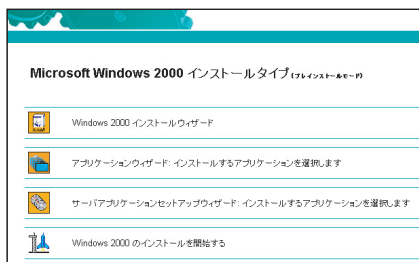 Microsoft Windows 2000 インストールタイプ(プレインストールモード)
Windows 2000 インストールウィザード
アプリケーションウィザード: インストールするアプリケーションを選択します
サーバアプリケーションセットアップウィザード: インストールするアプリケーションを選択します
Windows 2000 のインストールを開始する